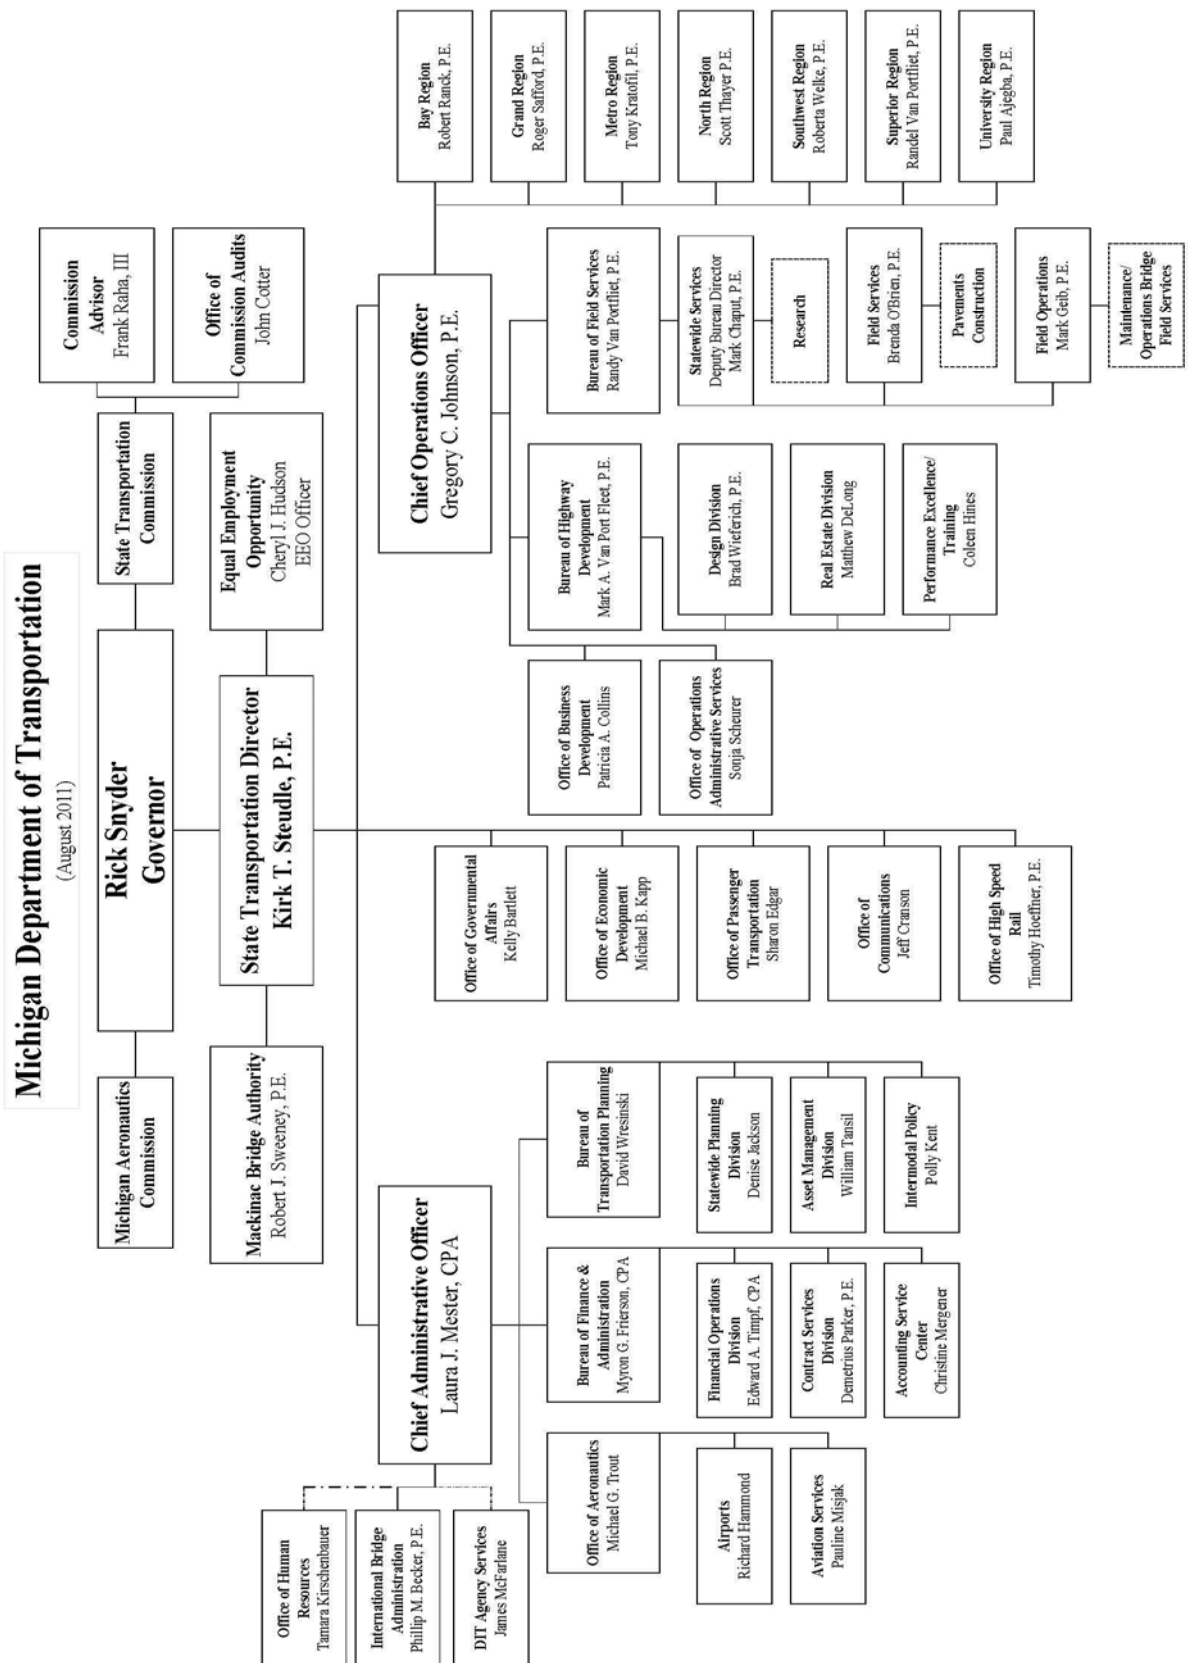 Michigan Department of Transportation
(August 2011)
Michigan Aeronautics
Commission
Rick Snyder
Governor
State Transportation
Commission
Commission
Advisor
Frank Raha, III
Office of
Commission Audits
John Cotter
Mackinac Bridge Authority
Robert J. Sweeney, P.E.
State Transportation Director
Kirk T. Steudle, P.E.
Equal Employment
Opportunity
Cheryl J. Hudson
EEO Officer
Office of Human
Resources
Tamara Kirschenbauer
International Bridge
Administration
Phillip M. Becker, P.E.
DIT Agency Services
James McFarlane
Chief Administrative Officer
Laura J. Mester, CPA
Office of Aeronautics
Michael G. Trout
Airports
Richard Hammond
Aviation Services
Pauline Misjak
Bureau of Finance &
Administration
Myron G. Frierson, CPA
Financial Operations
Division
Edward A. Timpf, CPA
Contract Services
Division
Demetrius Parker, P.E.
Accounting Service
Center
Christine Mergener
Bureau of
Transportation Planning
David Wresinski
Statewide Planning
Division
Denise Jackson
Asset Management
Division
William Tansil
Intermodal Policy
Polly Kent
Office of Governmental
Affairs
Kelly Bartlett
Office of Economic
Development
Michael B. Kapp
Office of Passenger
Transportation
Sharon Edgar
Office of
Communications
Jeff Cranson
Office of High Speed
Rail
Timothy Hoeffner, P.E.
Chief Operations Officer
Gregory C. Johnson, P.E.
Office of Business
Development
Patricia A. Collins
Office of Operations
Administrative Services
Sonja Scheurer
Bureau of Highway
Development
Mark A. Van Port Fleet, P.E.
Design Division
Brad Wieferich, P.E.
Real Estate Division
Matthew DeLong
Performance Excellence/
Training
Coleen Hines
Bureau of Field Services
Randy Van Portfliet, P.E.
Statewide Services
Deputy Bureau Director
Mark Chaput, P.E.
Research
Field Services
Brenda O'Brien, P.E.
Pavements
Construction
Field Operations
Mark Geib, P.E.
Maintenance/
Operations Bridge
Field Services
Bay Region
Robert Ranck, P.E.
Grand Region
Roger Safford, P.E.
Metro Region
Tony Kratofil, P.E.
North Region
Scott Thayer P.E.
Southwest Region
Roberta Welke, P.E.
Superior Region
Randel Van Portfliet, P.E.
University Region
Paul Ajegba, P.E.